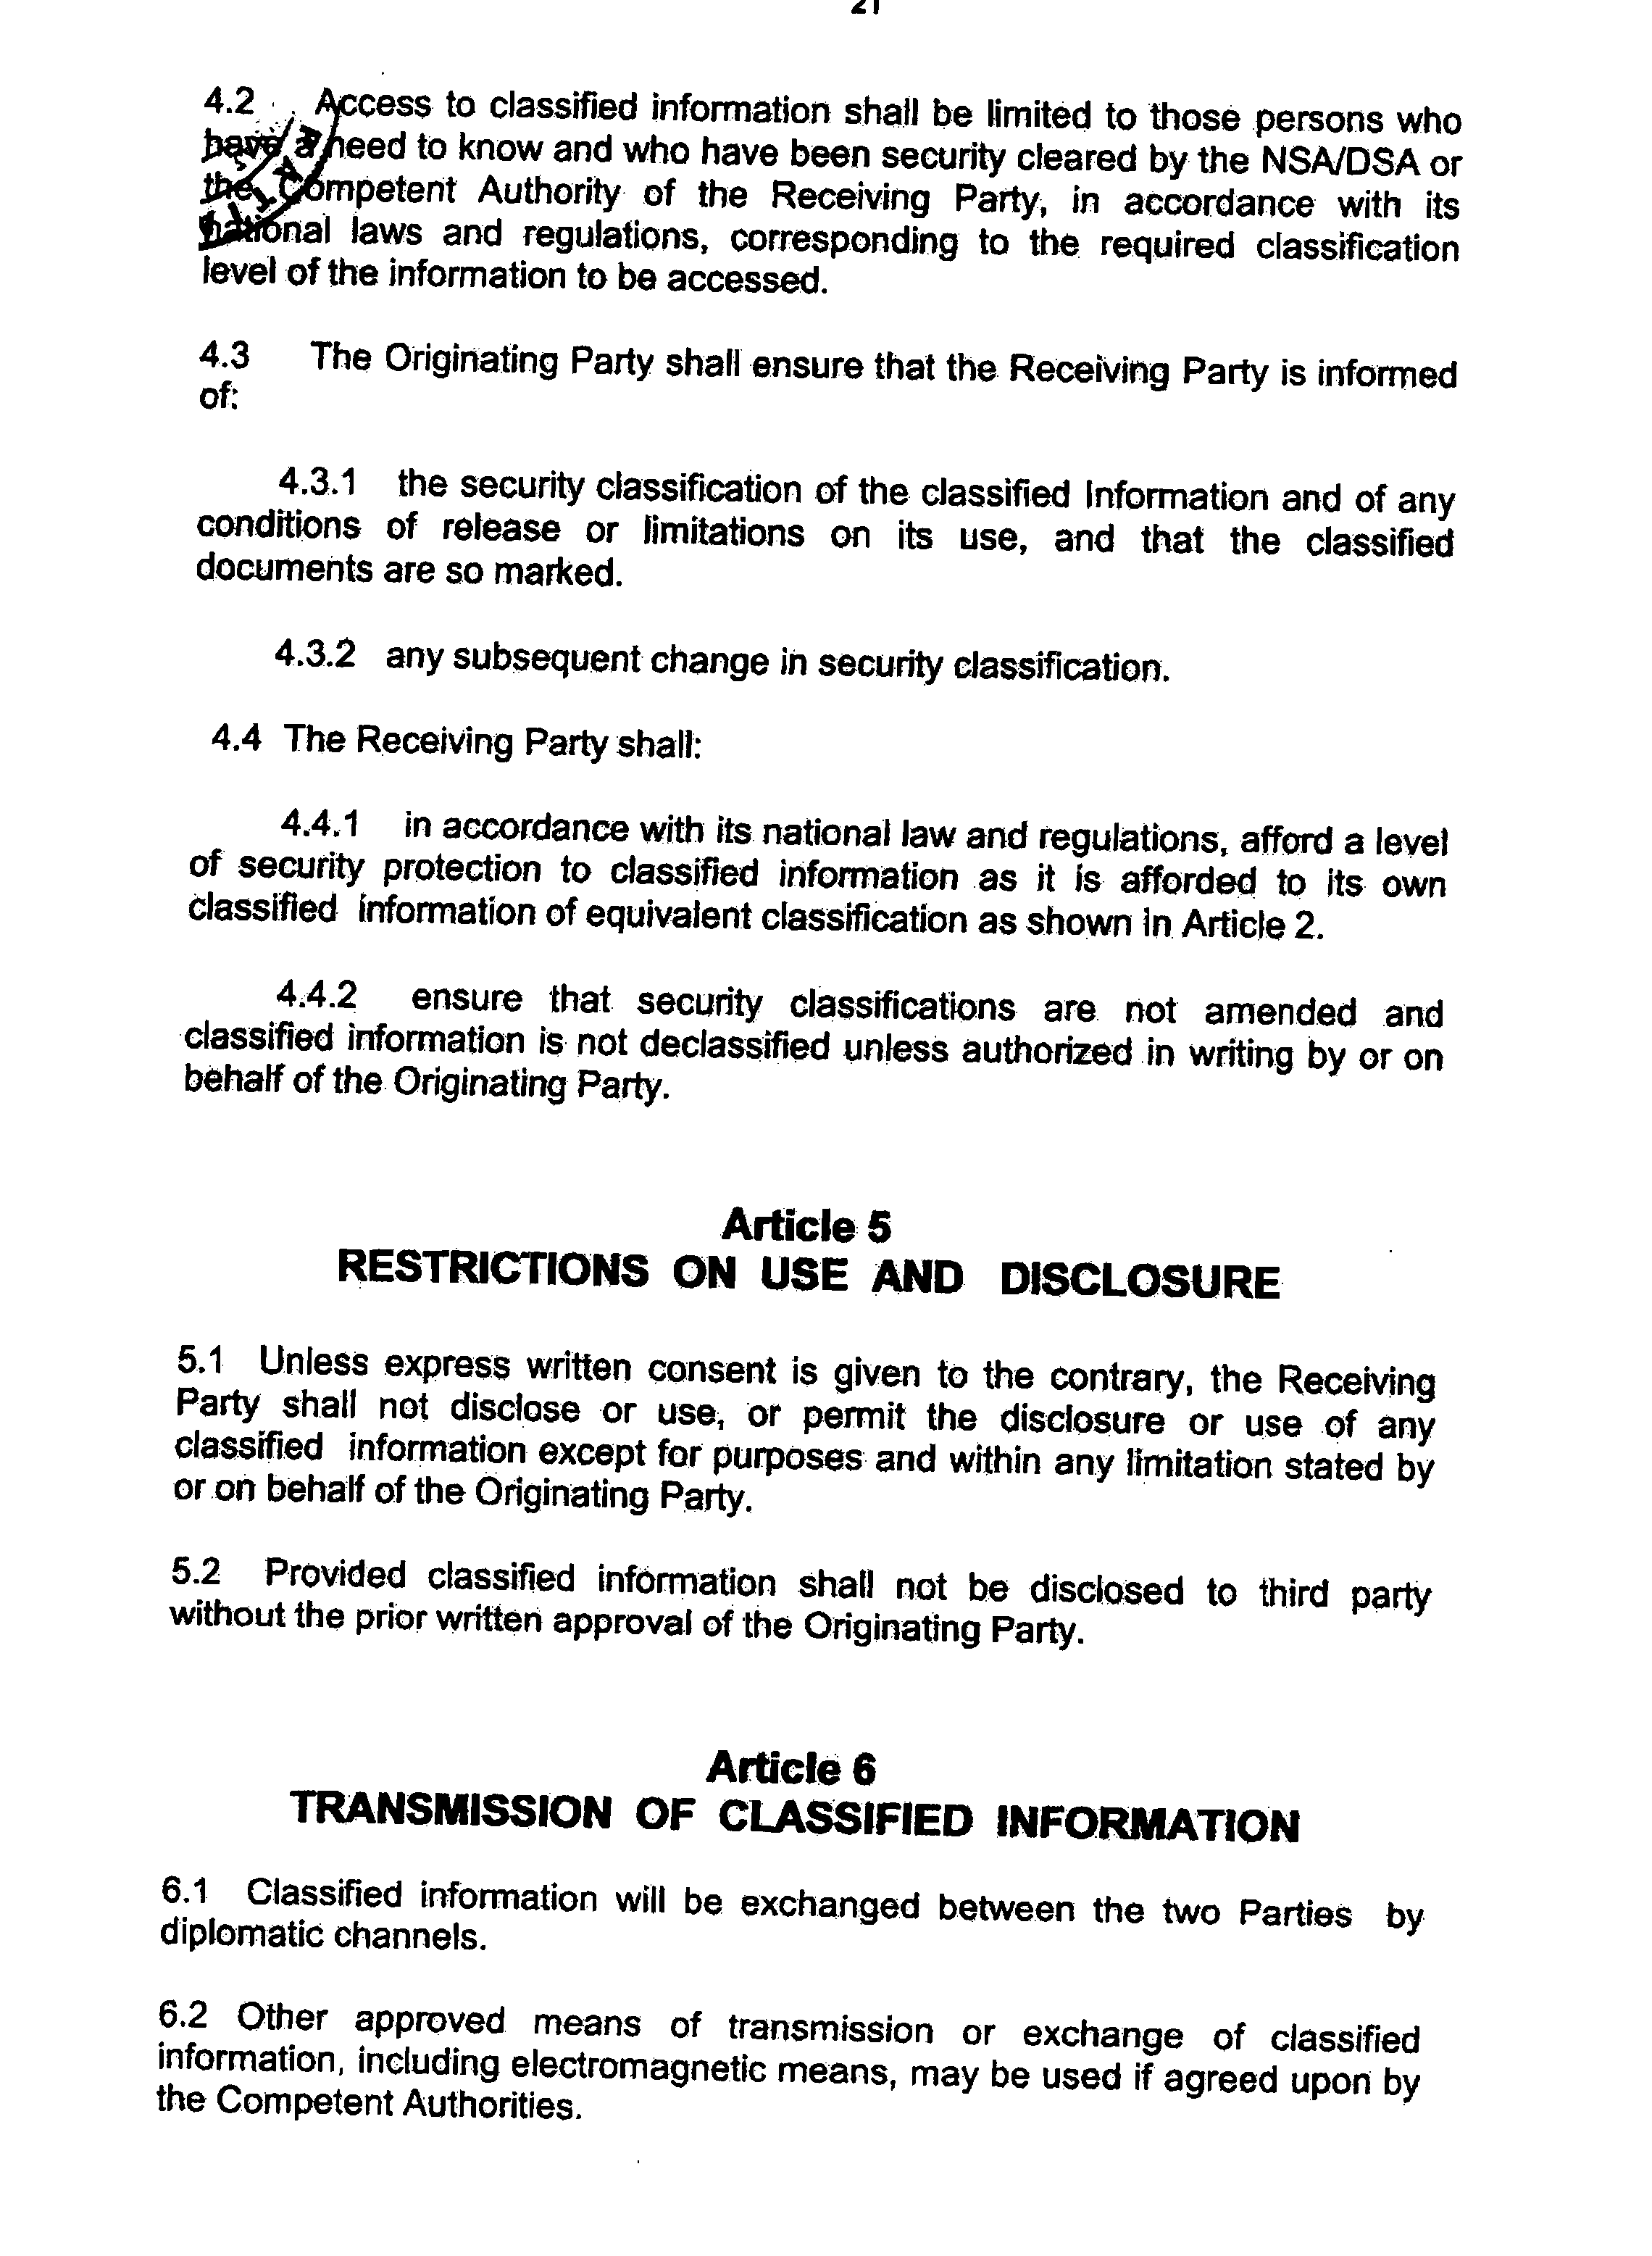 21
4.2 Access to classified information shall be limited to those persons who
have a need to know and who have been security cleared by the NSA/DSA or
the Competent Authority of the Receiving Party, in accordance with its
national laws and regulations, corresponding to the required classification
level of the information to be accessed.
4.3 The Originating Party shall ensure that the Receiving Party is informed
of:
4.3.1 the security classification of the classified Information and of any
conditions of release or limitations on its use, and that the classified
documents are so marked.
4.3.2 any subsequent change in security classification.
4.4 The Receiving Party shall:
4.4.1 in accordance with its national law and regulations, afford a level
of security protection to classified information as it is afforded to its own
classified information of equivalent classification as shown in Article 2.
4.4.2 ensure that security classifications are not amended and
classified information is not declassified unless authorized in writing by or on
behalf of the Originating Party.
Article 5
RESTRICTIONS ON USE AND DISCLOSURE
5.1 Unless express written consent is given to the contrary, the Receiving
Party shall not disclose or use, or permit the disclosure or use of any
classified information except for purposes and within any limitation stated by
or on behalf of the Originating Party.
5.2 Provided classified information shall not be disclosed to third party
without the prior written approval of the Originating Party.
Article 6
TRANSMISSION OF CLASSIFIED INFORMATION
6.1 Classified information will be exchanged between the two Parties by
diplomatic channels.
6.2 Other approved means of transmission or exchange of classified
information, including electromagnetic means, may be used if agreed upon by
the Competent Authorities.